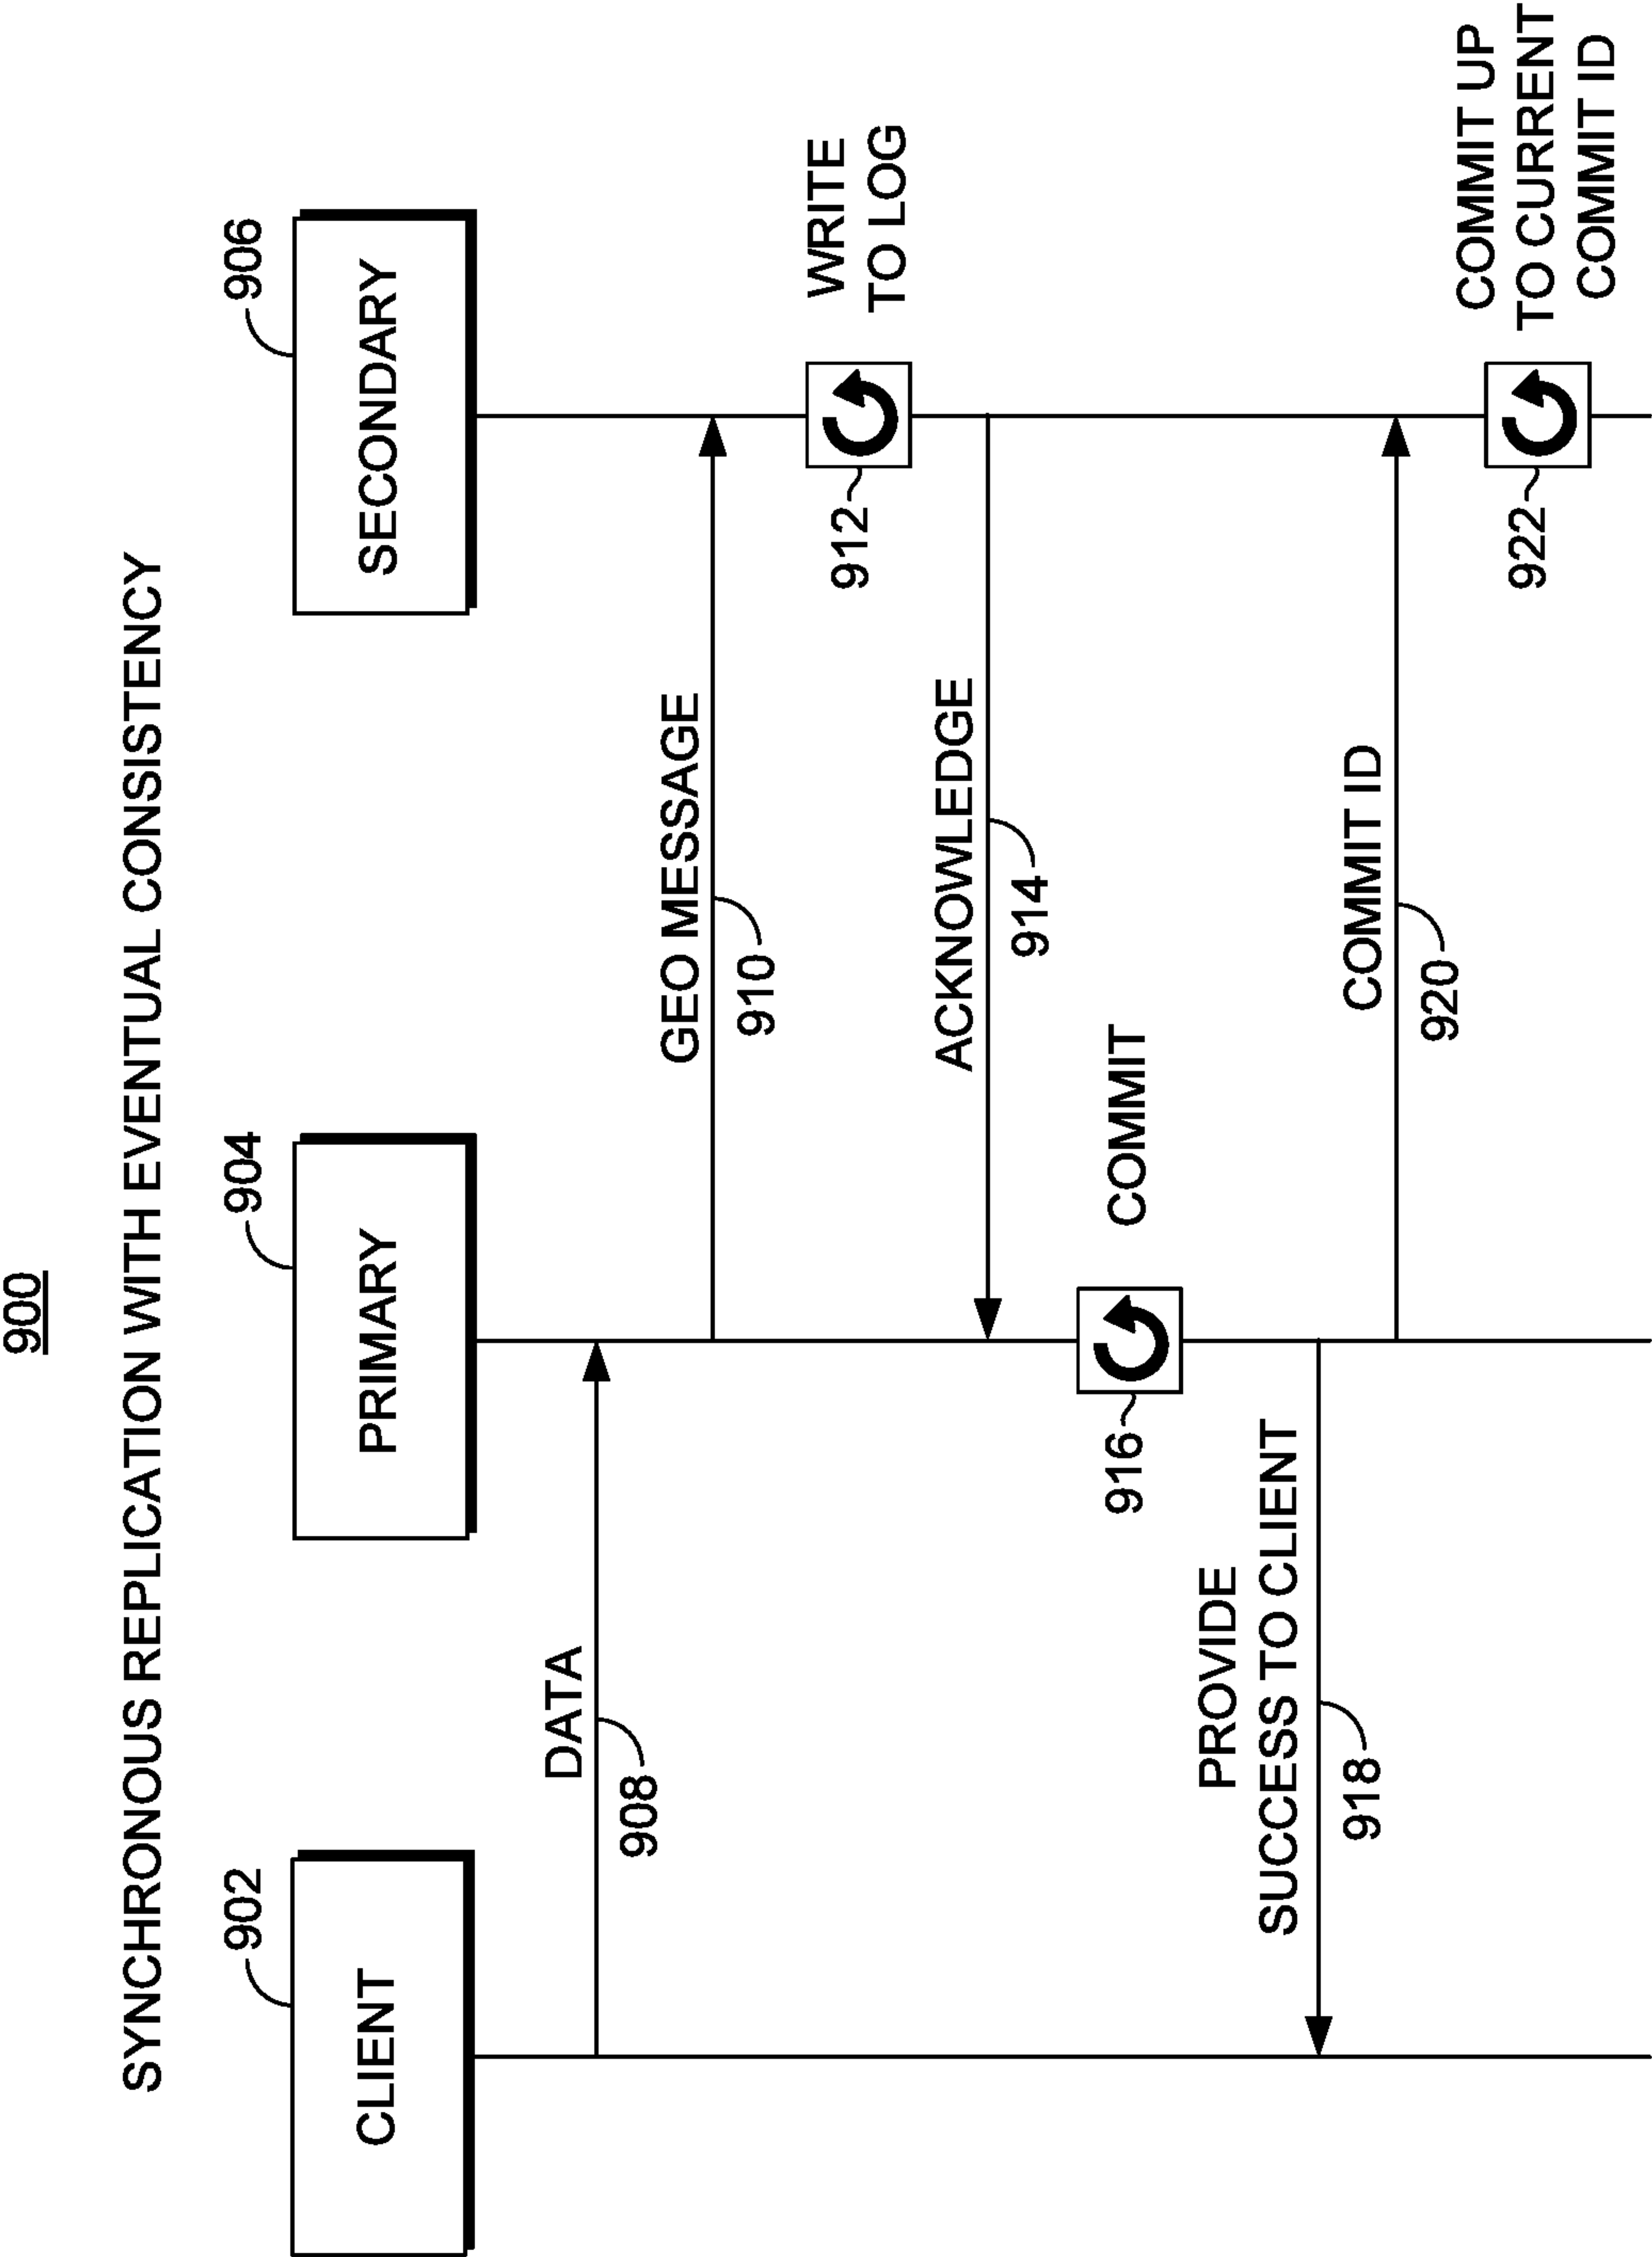 900
SYNCHRONOUS REPLICATION WITH EVENTUAL CONSISTENCY
902
904
906
CLIENT
PRIMARY
SECONDARY
DATA
908
GEO MESSAGE
910
WRITE
TO LOG
912
ACKNOWLEDGE
914
COMMIT
916
PROVIDE
SUCCESS TO CLIENT
918
COMMIT ID
920
COMMIT UP
TO CURRENT
COMMIT ID
922